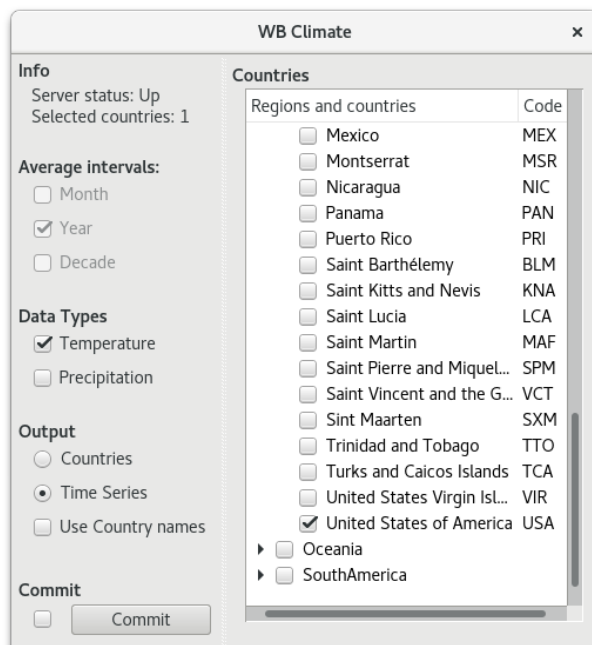 WB Climate
Info
Server status: Up
Selected countries: 1
Average intervals:
Month
Year
Decade
Data Types
Temperature
Precipitation
Output
Countries
Time Series
Use Country names
Commit
Commit
Countries
Regions and countries Code
Mexico MEX
Montserrat MSR
Nicaragua NIC
Panama PAN
Puerto Rico PRI
Saint Barthélemy BLM
Saint Kitts and Nevis KNA
Saint Lucia LCA
Saint Martin MAF
Saint Pierre and Miquel... SPM
Saint Vincent and the G... VCT
Sint Maarten SXM
Trinidad and Tobago TTO
Turks and Caicos Islands TCA
United States Virgin Isl... VIR
United States of America USA
Oceania
SouthAmerica